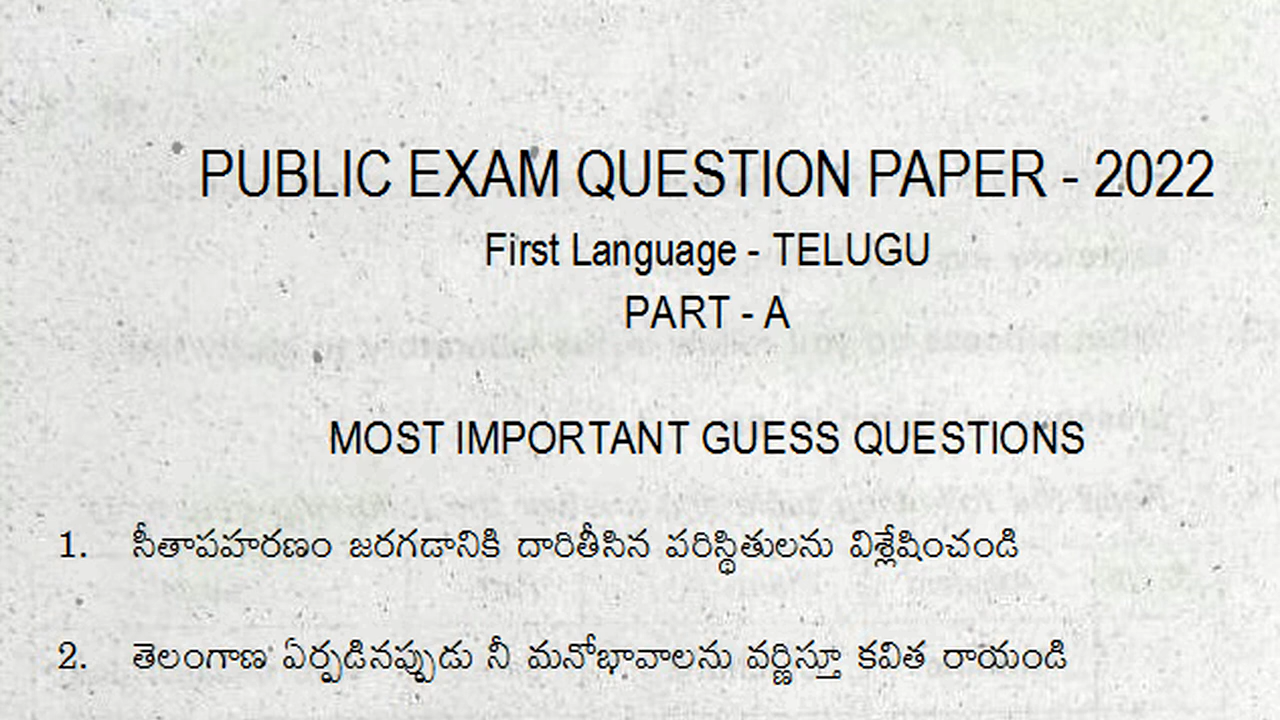 PUBLIC EXAM QUESTION PAPER - 2022
First Language - TELUGU
PART - A
MOST IMPORTANT GUESS QUESTIONS
1. సీతాపహరణం జరగడానికి దారితీసిన పరిస్థితులను విశ్లేషించండి
2. తెలంగాణ ఏర్పడినప్పుడు నీ మనోభావాలను వర్ణిస్తూ కవిత రాయండి